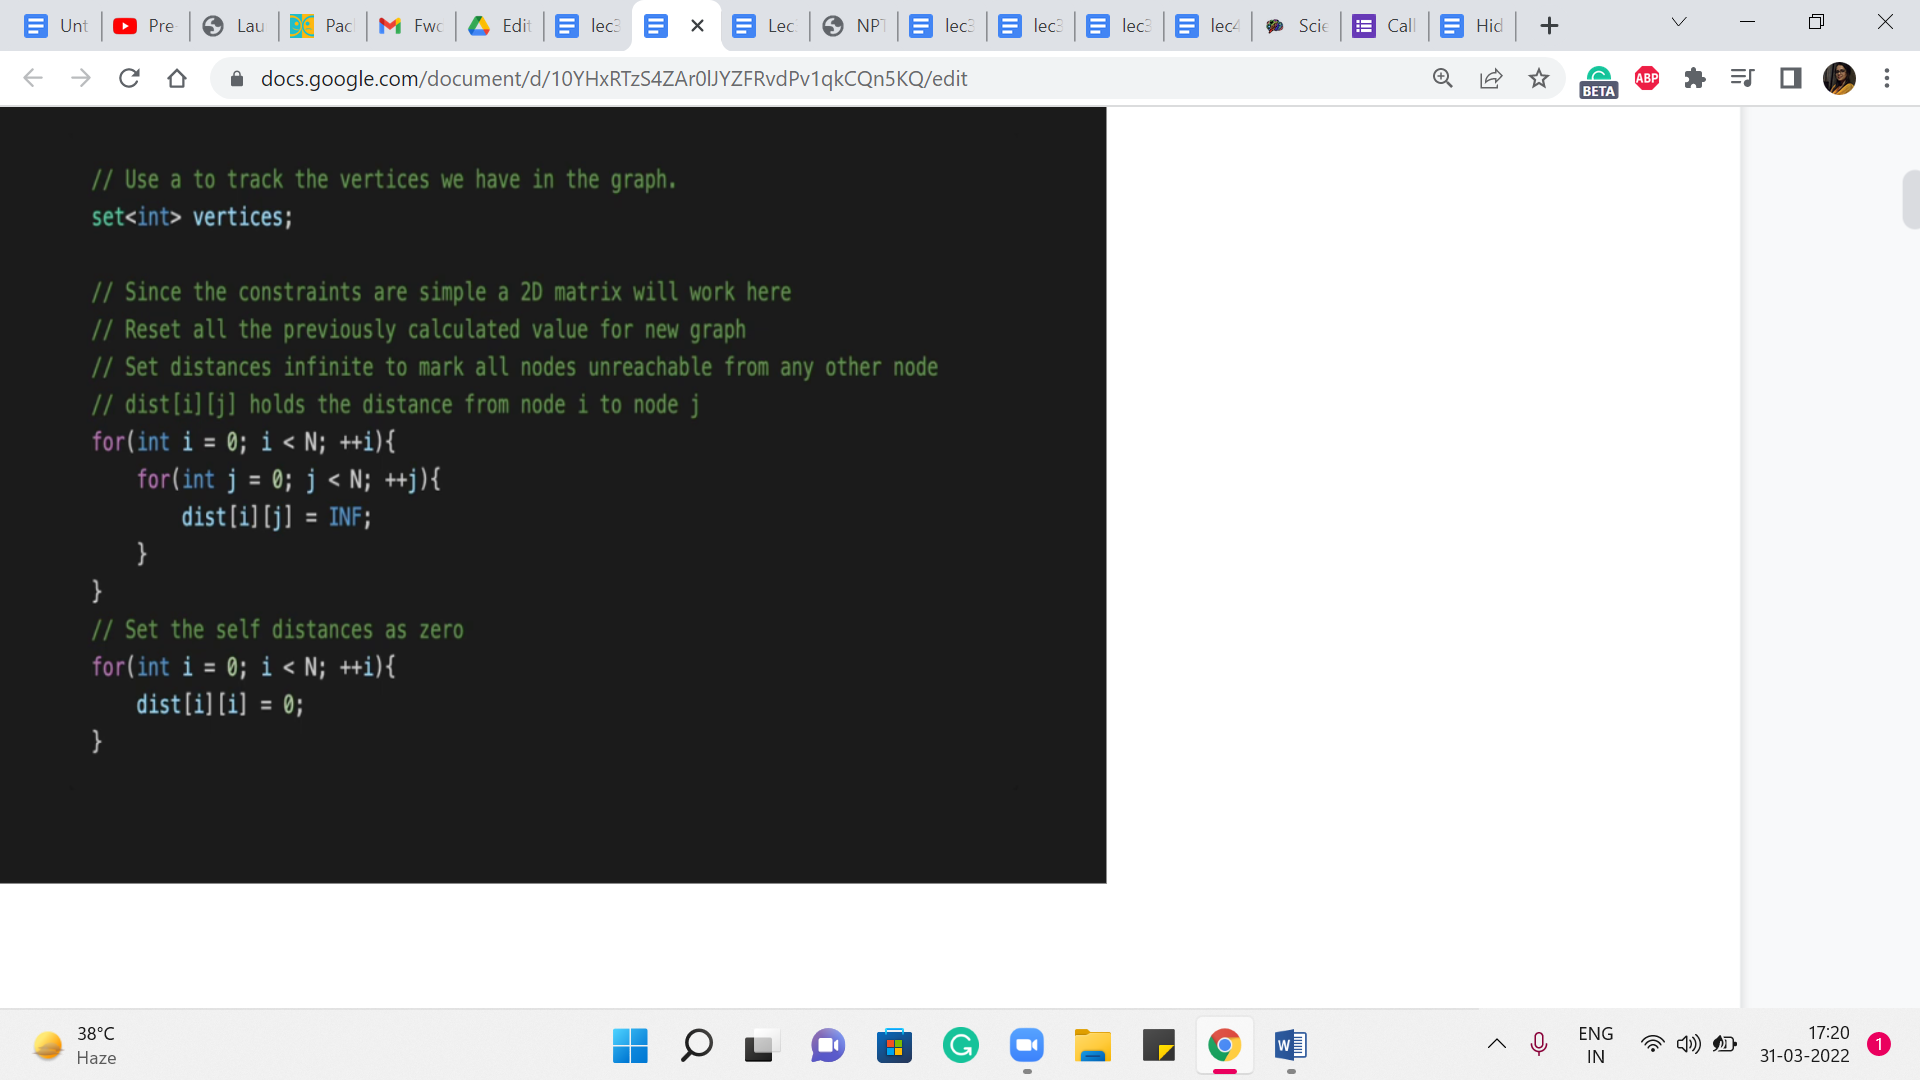 Unt
Pre
Lau
Pac
Fwc
Edit
lec3
Lec
NPT
lec3
lec3
lec3
lec4
Scie
Call
Hid
docs.google.com/document/d/10YHxRTzS4ZAr0lJYZFRvdPv1qkCQn5KQ/edit
BETA
ABP
// Use a to track the vertices we have in the graph.
set<int> vertices;
// Since the constraints are simple a 2D matrix will work here
// Reset all the previously calculated value for new graph
// Set distances infinite to mark all nodes unreachable from any other node
// dist[i][j] holds the distance from node i to node j
for(int i = 0; i < N; ++i){
for(int j = 0; j < N; ++j){
dist[i][j] = INF;
}
}
// Set the self distances as zero
for(int i = 0; i < N; ++i){
dist[i][i] = 0;
}
38°C
Haze
W
ENG
IN
17:20
31-03-2022
1